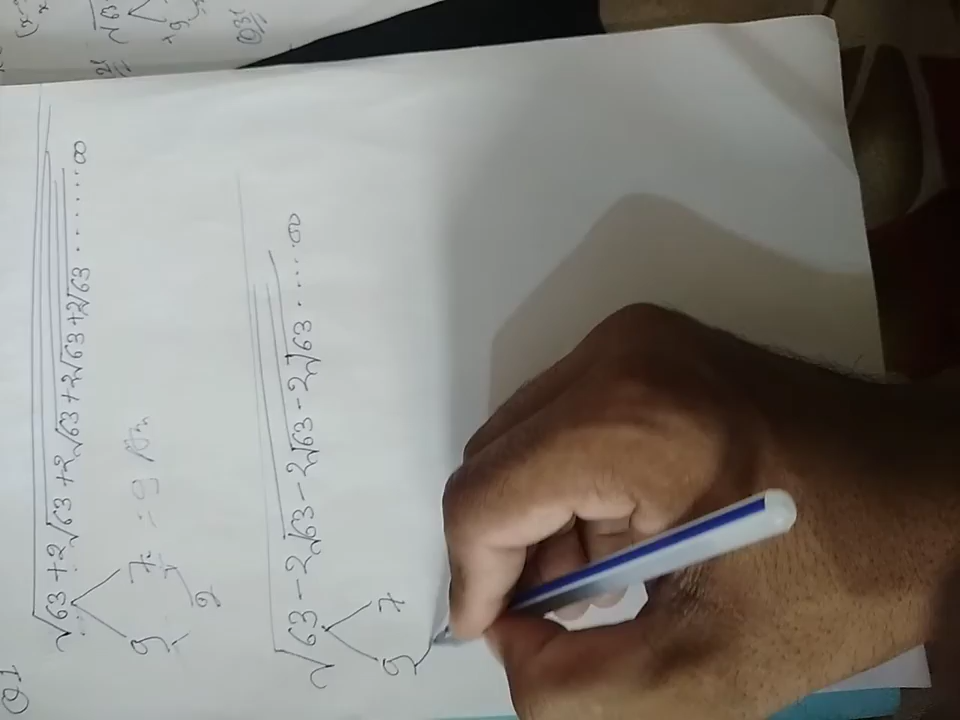 Q1
√63+2√63+2√63+2√63+2√63.......∞
9 7 = 9 Ans
2
√63-2√63-2√63-2√63.....∞
9 7
Q3